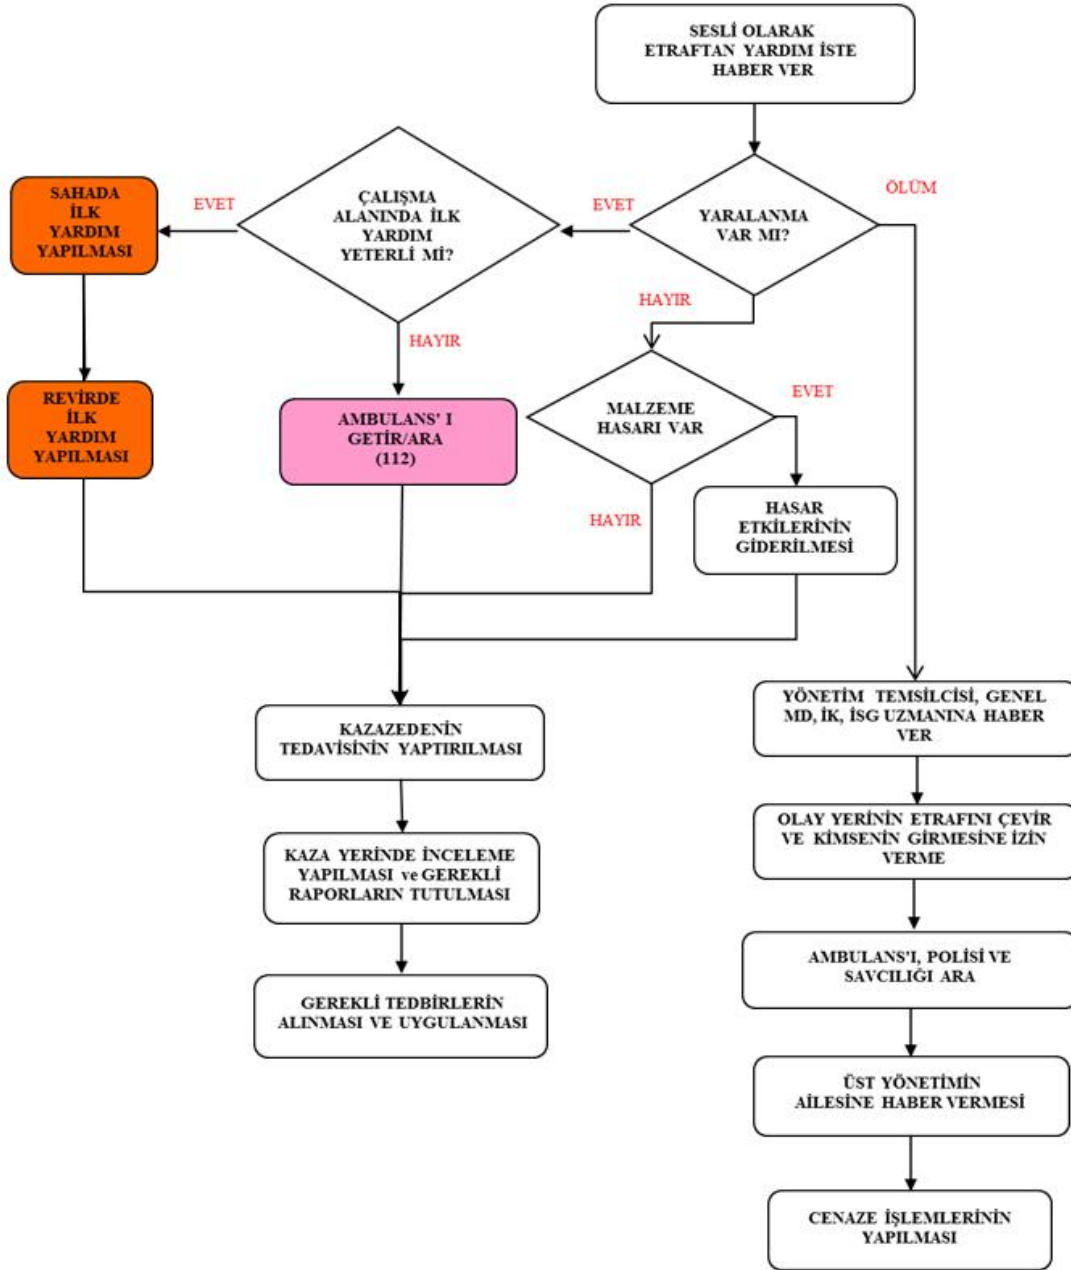 SESLİ OLARAK
ETRAFTAN YARDIM İSTE
HABER VER
YARALANMA
VAR MI?
ÖLÜM
EVET
HAYIR
ÇALIŞMA
ALANINDA İLK
YARDIM
YETERLİ Mİ?
EVET
HAYIR
SAHADA
İLK
YARDIM
YAPILMASI
REVİRDE
İLK
YARDIM
YAPILMASI
AMBULANS' I
GETİR/ARA
(112)
MALZEME
HASARI VAR
EVET
HAYIR
HASAR
ETKİLERİNİN
GİDERİLMESİ
KAZAZEDENİN
TEDAVİSİNİN YAPTIRILMASI
KAZA YERİNDE İNCELEME
YAPILMASI ve GEREKLİ
RAPORLARIN TUTULMASI
GEREKLİ TEDBİRLERİN
ALINMASI VE UYGULANMASI
YÖNETİM TEMSİLCİSİ, GENEL
MD, İK, İSG UZMANINA HABER
VER
OLAY YERİNİN ETRAFINI ÇEVİR
VE KİMSENİN GİRMESİNE İZİN
VERME
AMBULANS'I, POLİSİ VE
SAVCILIĞI ARA
ÜST YÖNETİMİN
AİLESİNE HABER VERMESİ
CENAZE İŞLEMLERİNİN
YAPILMASI